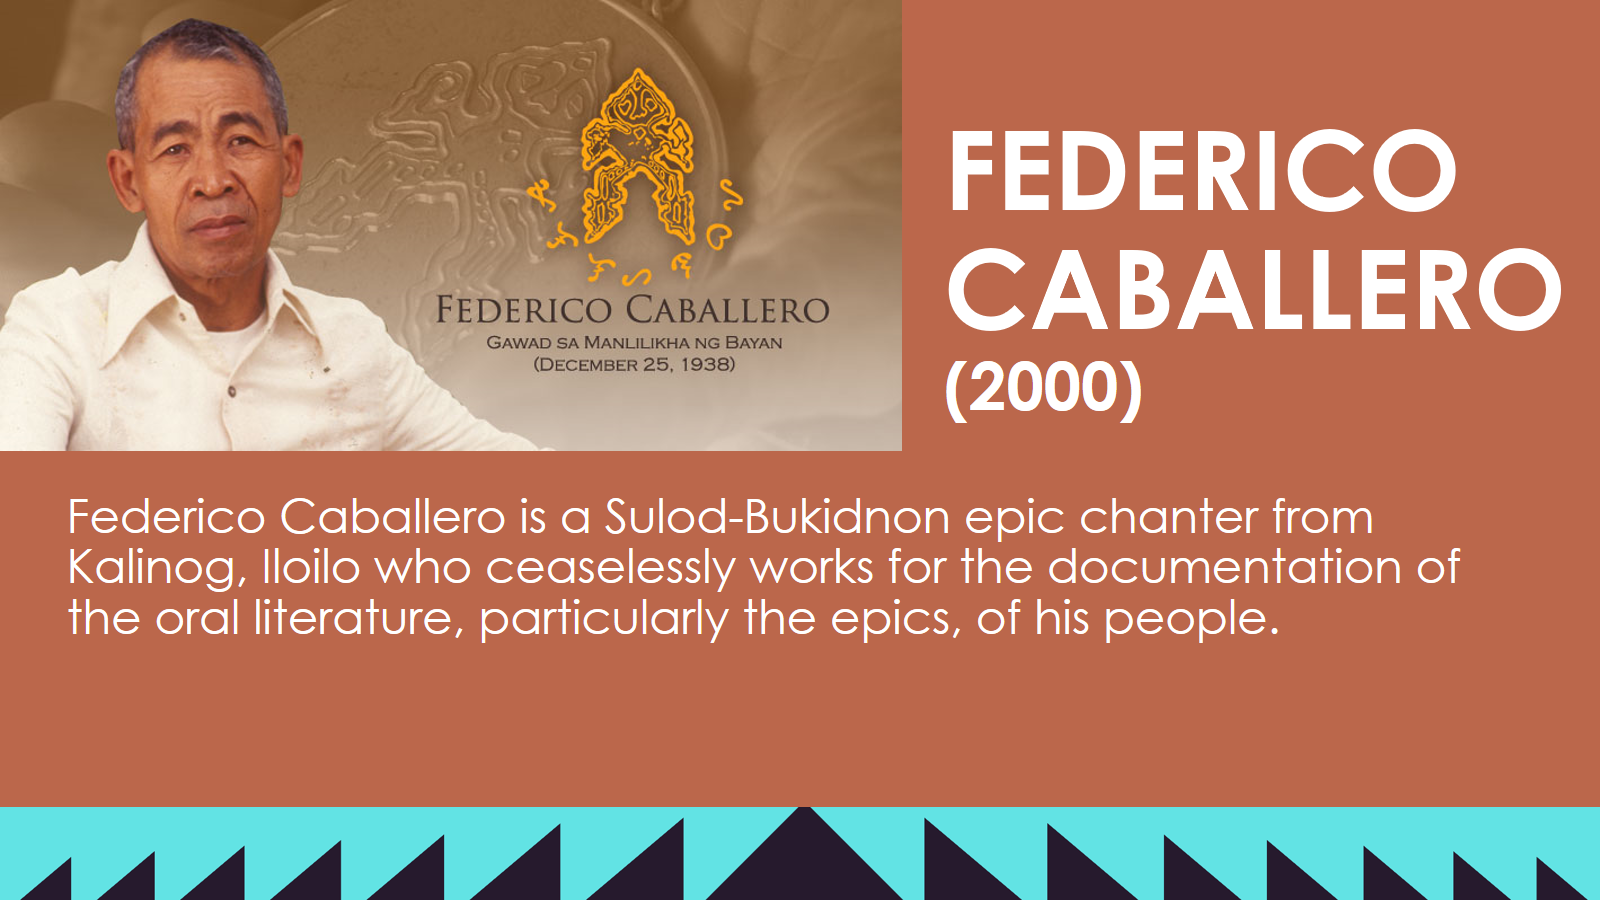 FEDERICO CABALLERO
GAWAD SA MANLILIKHA NG BAYAN
(DECEMBER 25, 1938)
FEDERICO
CABALLERO
(2000)
Federico Caballero is a Sulod-Bukidnon epic chanter from
Kalinog, Iloilo who ceaselessly works for the documentation of
the oral literature, particularly the epics, of his people.